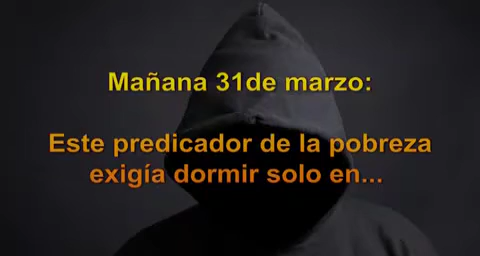 Mañana 31de marzo:
Este predicador de la pobreza
exigía dormir solo en...